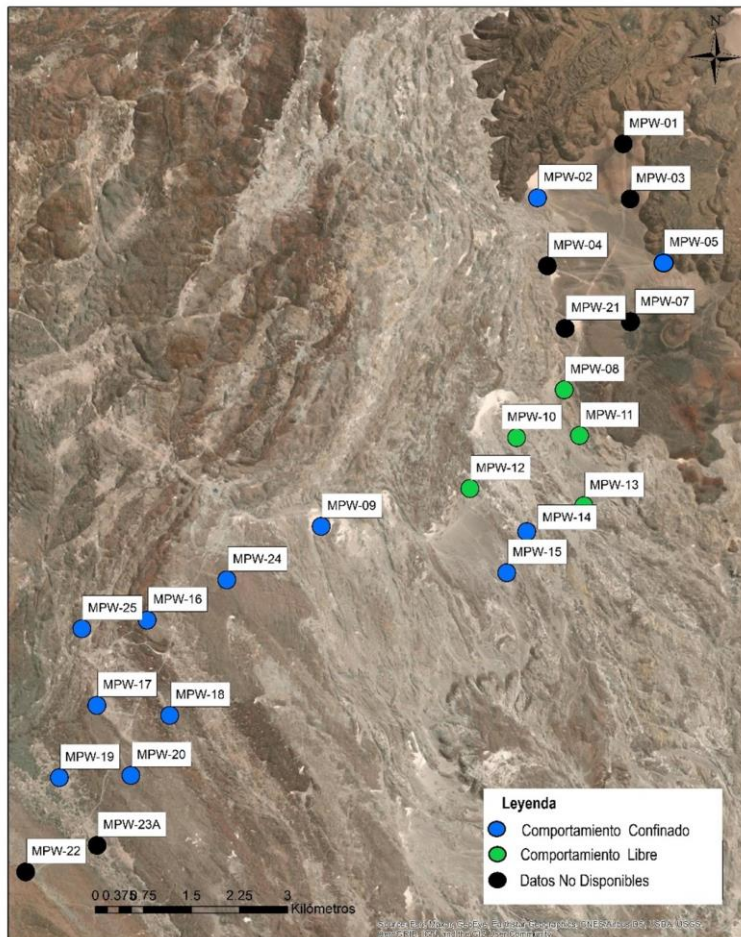 N
MPW-01
MPW-02
MPW-03
MPW-04
MPW-05
MPW-21
MPW-07
MPW-08
MPW-10
MPW-11
MPW-12
MPW-13
MPW-09
MPW-14
MPW-15
MPW-24
MPW-25
MPW-16
MPW-17
MPW-18
MPW-19
MPW-20
MPW-23A
MPW-22
Leyenda
Comportamiento Confinado
Comportamiento Libre
Datos No Disponibles
0 0.375 0.75 1.5 2.25 3
Kilómetros